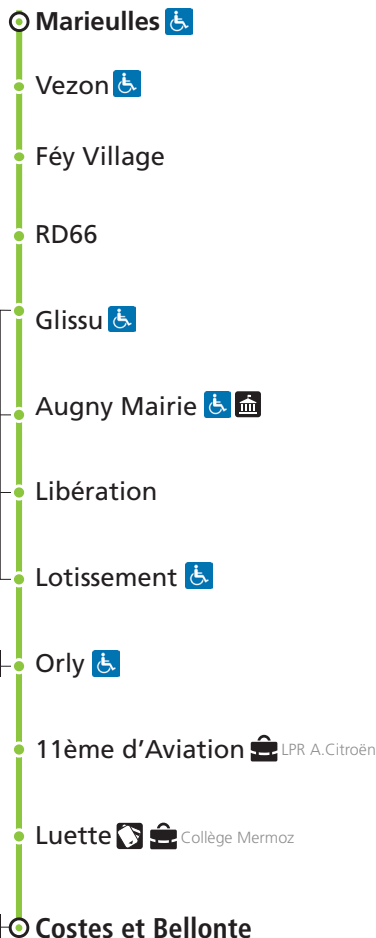 Marieulles
Vezon
Féy Village
RD66
Glissu
Augny Mairie
Libération
Lotissement
Orly
11ème d’Aviation LPR A.Citroën
Luette Collège Mermoz
Costes et Bellonte